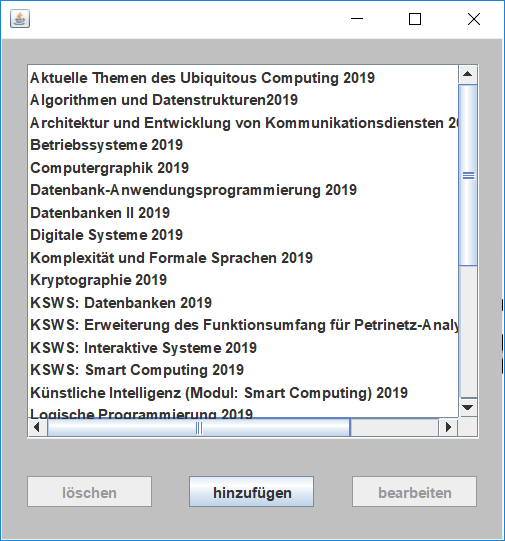 Aktuelle Themen des Ubiquitous Computing 2019
Algorithmen und Datenstrukturen2019
Architektur und Entwicklung von Kommunikationsdiensten 20
Betriebssysteme 2019
Computergraphik 2019
Datenbank-Anwendungsprogrammierung 2019
Datenbanken II 2019
Digitale Systeme 2019
Komplexität und Formale Sprachen 2019
Kryptographie 2019
KSWS: Datenbanken 2019
KSWS: Erweiterung des Funktionsumfang für Petrinetz-Analy
KSWS: Interaktive Systeme 2019
KSWS: Smart Computing 2019
Künstliche Intelligenz (Modul: Smart Computing) 2019
Logische Programmierung 2019
löschen hinzufügen bearbeiten